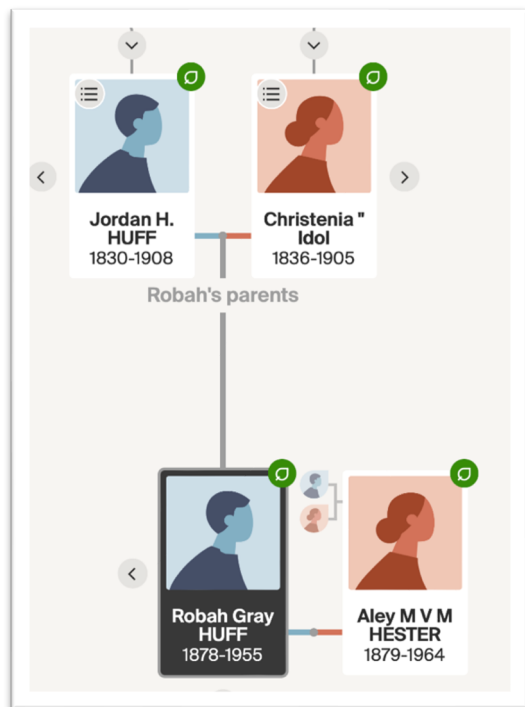 Jordan H.
HUFF
1830-1908
Christenia "
Idol
1836-1905
Robah's parents
Robah Gray
HUFF
1878-1955
Aley M V M
HESTER
1879-1964